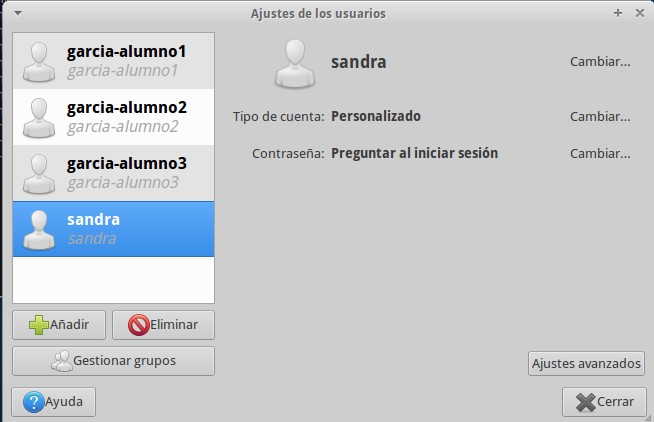 Ajustes de los usuarios
garcia-alumno1
garcia-alumno1
garcia-alumno2
garcia-alumno2
garcia-alumno3
garcia-alumno3
sandra
sandra
Añadir
Eliminar
Gestionar grupos
sandra
Cambiar...
Tipo de cuenta: Personalizado
Cambiar...
Contraseña: Preguntar al iniciar sesión
Cambiar...
Ajustes avanzados
Ayuda
Cerrar